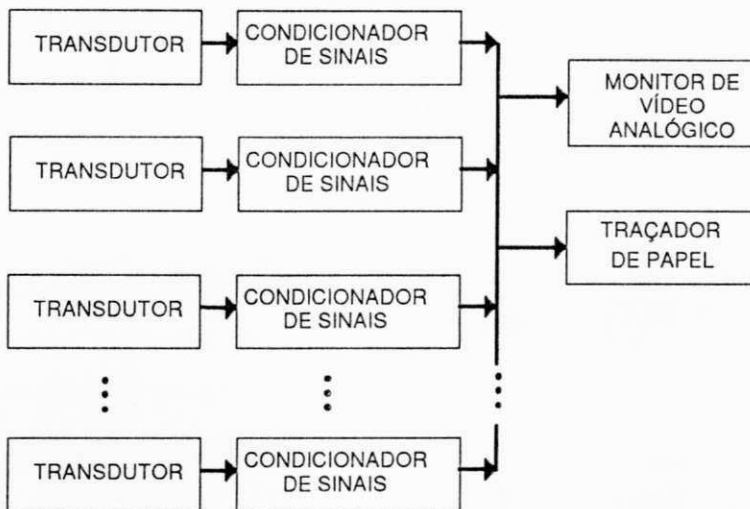 TRANSDUTOR
CONDICIONADOR
DE SINAIS
MONITOR DE
VÍDEO
ANALÓGICO
TRANSDUTOR
CONDICIONADOR
DE SINAIS
TRAÇADOR
DE PAPEL
TRANSDUTOR
CONDICIONADOR
DE SINAIS
TRANSDUTOR
CONDICIONADOR
DE SINAIS